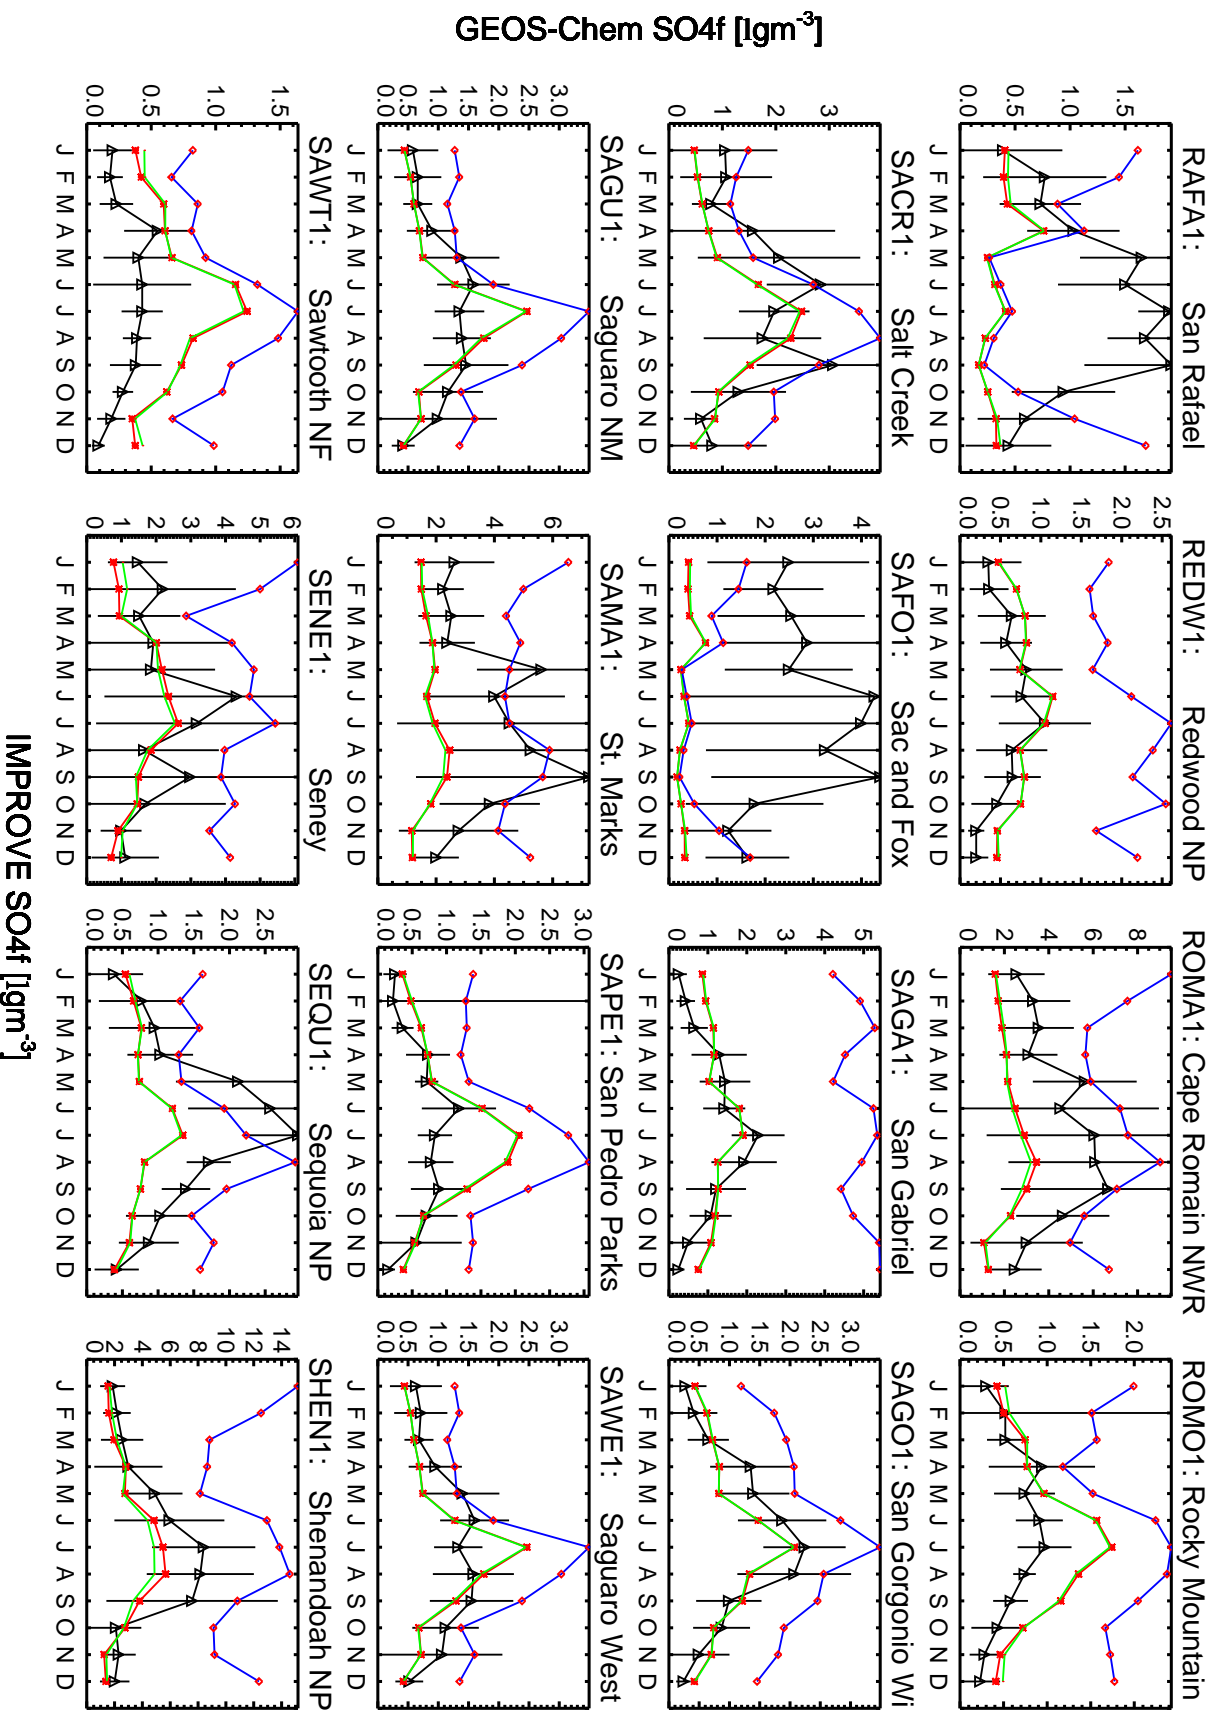 GEOS-Chem SO4f [Igm⁻³]
RAFA1: San Rafael
1.5
1.0
0.5
0.0
J F M A M J J A S O N D
REDW1: Redwood NP
2.5
2.0
1.5
1.0
0.5
0.0
J F M A M J J A S O N D
ROMA1: Cape Romain NWR
8
6
4
2
0
J F M A M J J A S O N D
ROMO1: Rocky Mountain
2.0
1.5
1.0
0.5
0.0
J F M A M J J A S O N D
SACR1: Salt Creek
3
2
1
0
J F M A M J J A S O N D
SAFO1: Sac and Fox
4
3
2
1
0
J F M A M J J A S O N D
SAGA1: San Gabriel
5
4
3
2
1
0
J F M A M J J A S O N D
SAGO1: San Gorgonio Wi
3.0
2.5
2.0
1.5
1.0
0.5
0.0
J F M A M J J A S O N D
SAGU1: Saguaro NM
3.0
2.5
2.0
1.5
1.0
0.5
0.0
J F M A M J J A S O N D
SAMA1: St. Marks
6
4
2
0
J F M A M J J A S O N D
SAPE1: San Pedro Parks
3.0
2.5
2.0
1.5
1.0
0.5
0.0
J F M A M J J A S O N D
SAWE1: Saguaro West
3.0
2.5
2.0
1.5
1.0
0.5
0.0
J F M A M J J A S O N D
SAWT1: Sawtooth NF
1.5
1.0
0.5
0.0
J F M A M J J A S O N D
SENE1: Seney
6
5
4
3
2
1
0
J F M A M J J A S O N D
SEQU1: Sequoia NP
2.5
2.0
1.5
1.0
0.5
0.0
J F M A M J J A S O N D
SHEN1: Shenandoah NP
14
12
10
8
6
4
2
0
J F M A M J J A S O N D
IMPROVE SO4f [Igm⁻³]